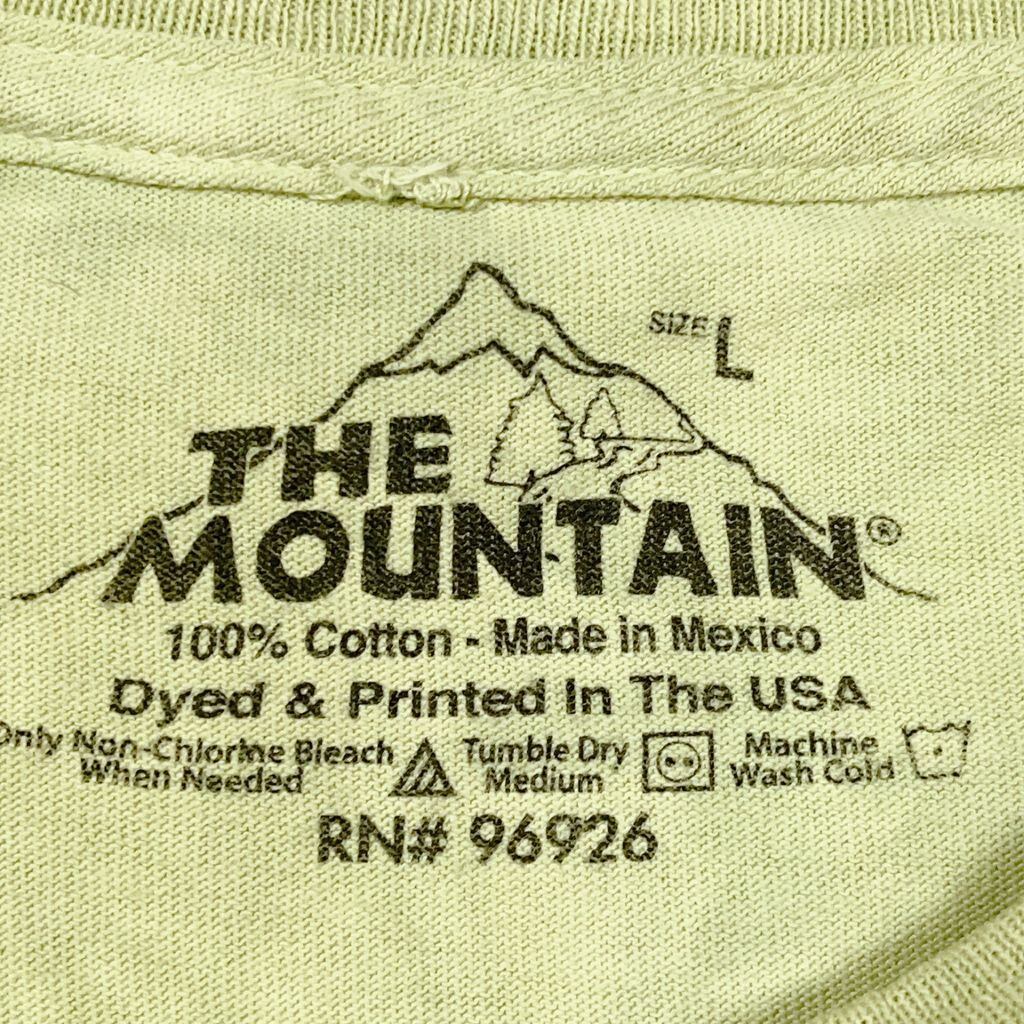 SIZE L
THE
MOUNTAIN®
100% Cotton - Made in Mexico
Dyed & Printed In The USA
Only Non-Chlorine Bleach
When Needed
Tumble Dry
Medium
Machine
Wash Cold
RN# 96926